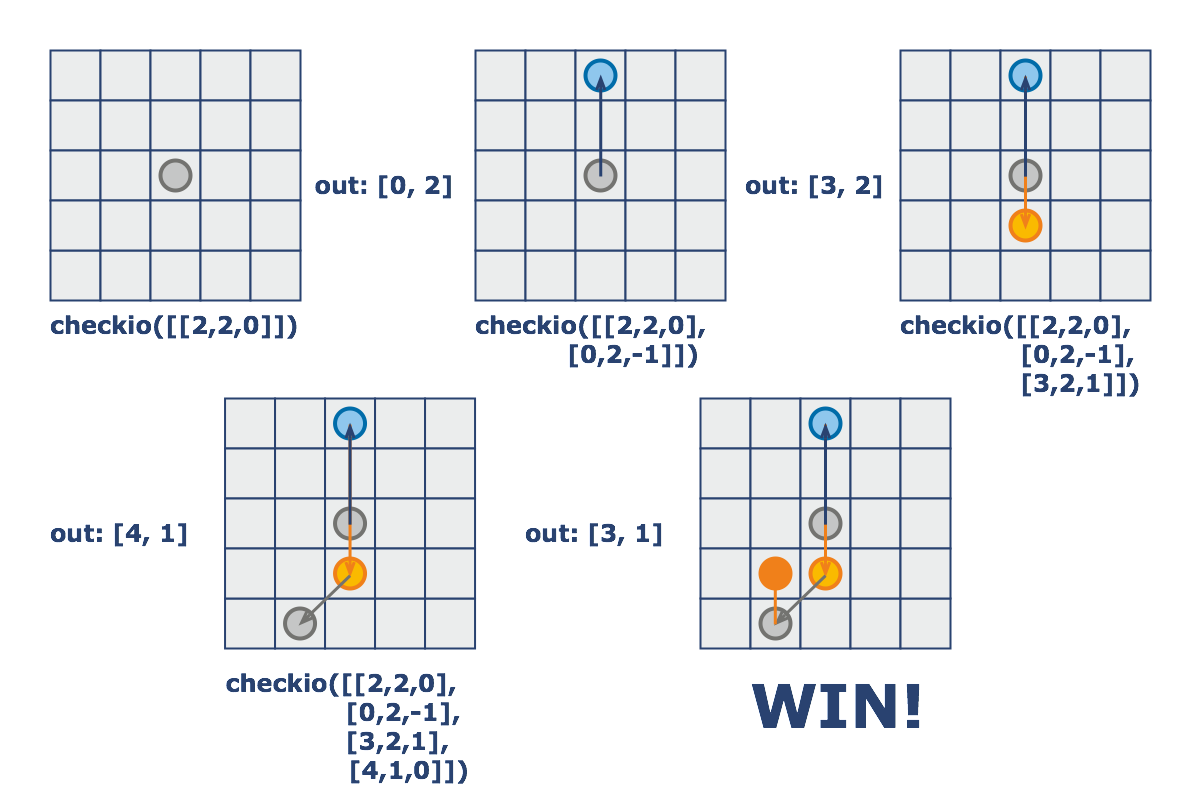 out: [0, 2]
out: [3, 2]
checkio([[2,2,0]])
checkio([[2,2,0],
[0,2,-1]])
checkio([[2,2,0],
[0,2,-1],
[3,2,1]])
out: [4, 1]
out: [3, 1]
checkio([[2,2,0],
[0,2,-1],
[3,2,1],
[4,1,0]])
WIN!